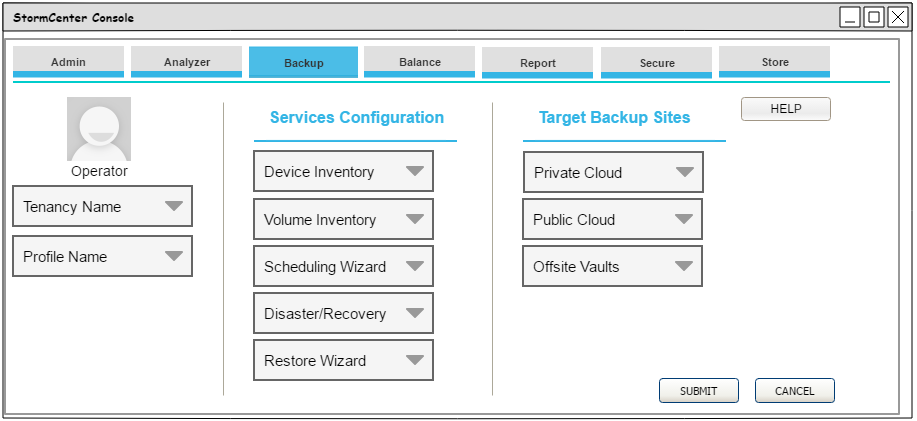 StormCenter Console
Admin
Analyzer
Backup
Balance
Report
Secure
Store
Operator
Tenancy Name
Profile Name
Services Configuration
Device Inventory
Volume Inventory
Scheduling Wizard
Disaster/Recovery
Restore Wizard
Target Backup Sites
Private Cloud
Public Cloud
Offsite Vaults
HELP
SUBMIT
CANCEL